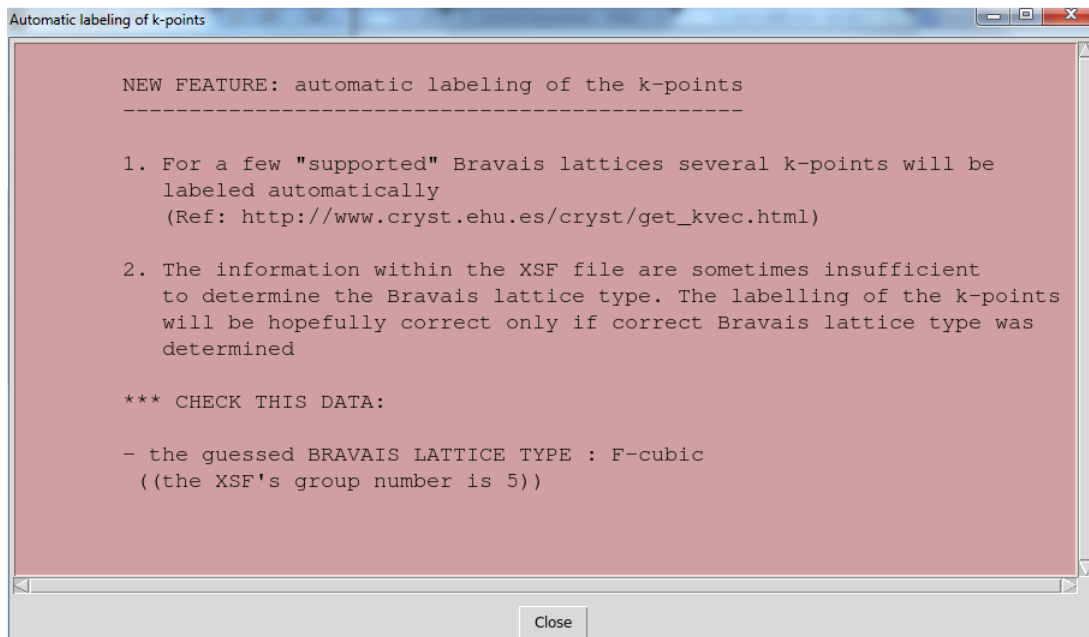 Automatic labeling of k-points
NEW FEATURE: automatic labeling of the k-points
-----------------------------------------------
1. For a few "supported" Bravais lattices several k-points will be
labeled automatically
(Ref: http://www.cryst.ehu.es/cryst/get_kvec.html)
2. The information within the XSF file are sometimes insufficient
to determine the Bravais lattice type. The labelling of the k-points
will be hopefully correct only if correct Bravais lattice type was
determined
*** CHECK THIS DATA:
- the guessed BRAVAIS LATTICE TYPE : F-cubic
((the XSF's group number is 5))
Close